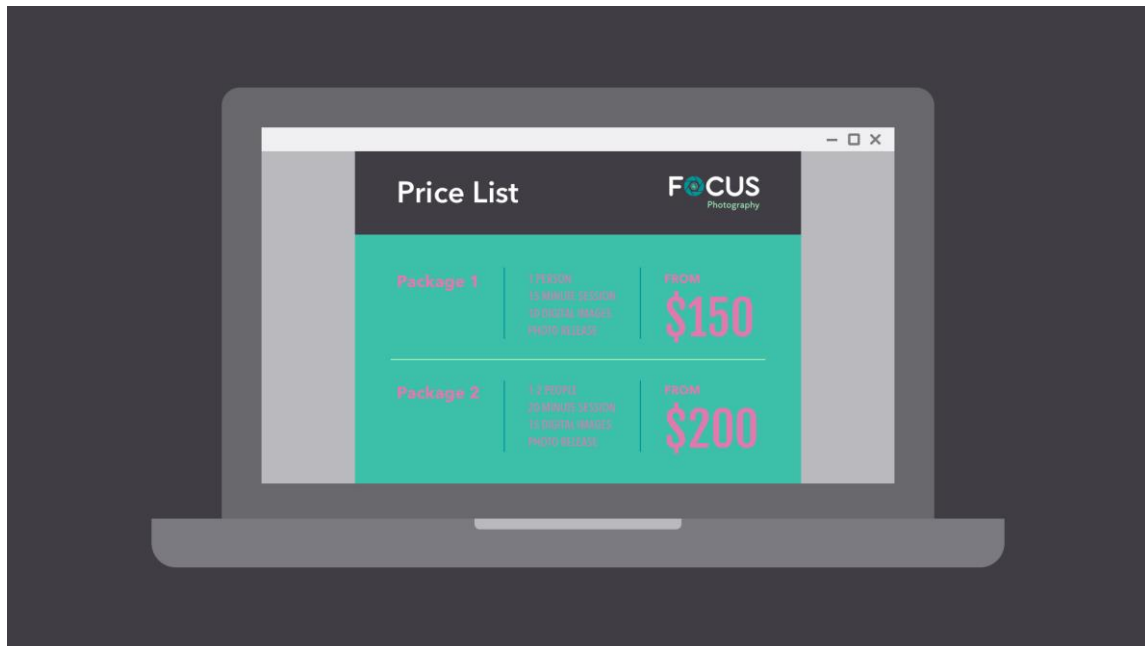 Price List
FOCUS
Photography
Package 1
1 PERSON
15 MINUTE SESSION
10 DIGITAL IMAGES
PHOTO RELEASE
FROM
$150
Package 2
1-2 PEOPLE
20 MINUTE SESSION
15 DIGITAL IMAGES
PHOTO RELEASE
FROM
$200